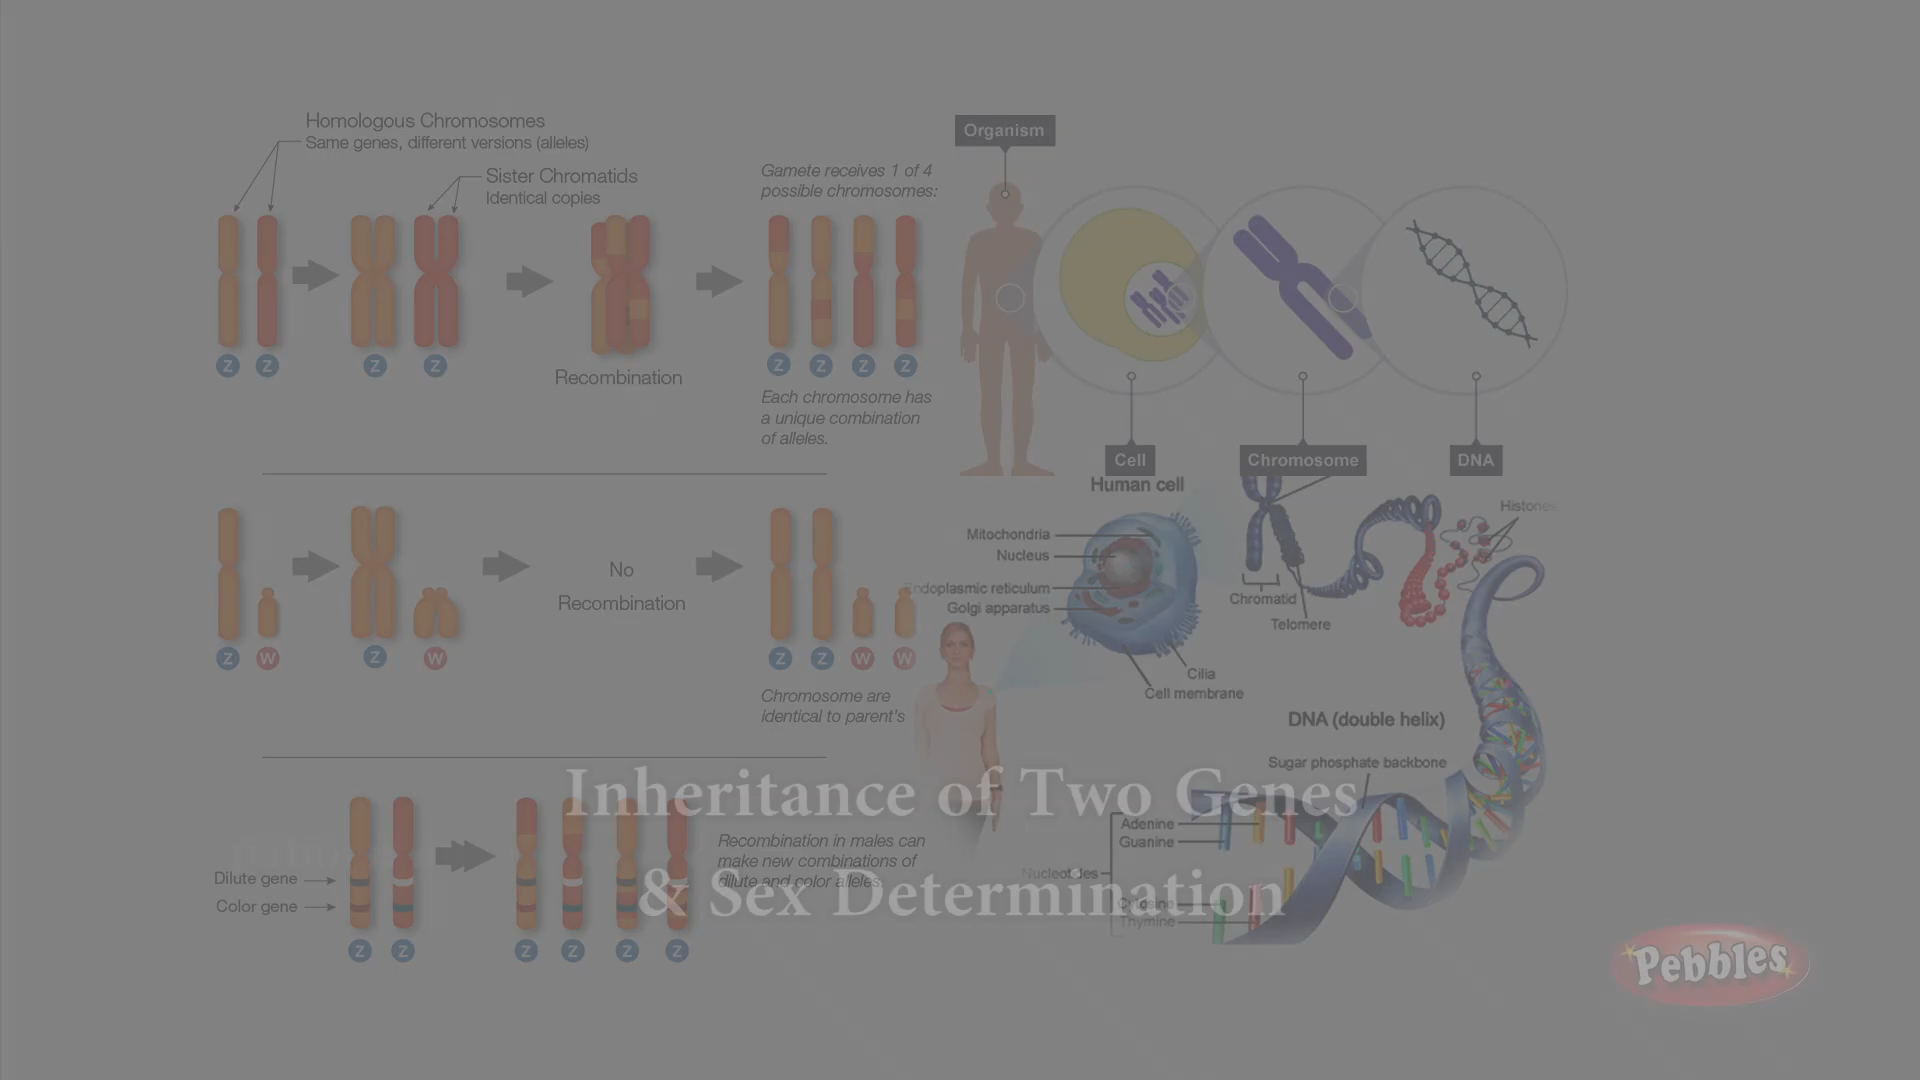 Homologous Chromosomes
Same genes, different versions (alleles)
Sister Chromatids
Identical copies
Gamete receives 1 of 4
possible chromosomes:
Z Z Z Z Z Z Z Z
Recombination
Each chromosome has
a unique combination
of alleles.
Organism
Cell
Chromosome
DNA
No
Recombination
Z W Z W Z Z W W
Chromosome are
identical to parent's
Human cell
Mitochondria
Nucleus
Endoplasmic reticulum
Golgi apparatus
Cilia
Cell membrane
Chromatid
Telomere
Histones
DNA (double helix)
Sugar phosphate backbone
Adenine
Guanine
Nucleotides
Cytosine
Thymine
Inheritance of Two Genes
& Sex Determination
Recombination in males can
make new combinations of
dilute and color alleles.
Dilute gene
Color gene
Z Z Z Z Z Z
Pebbles